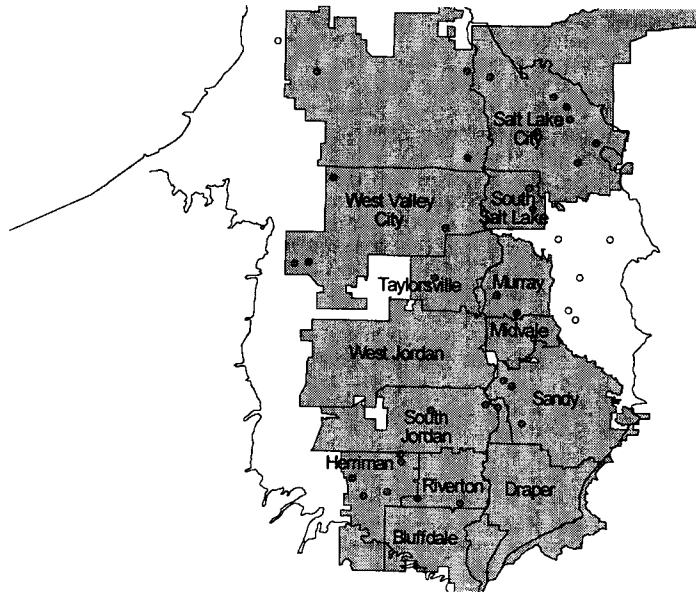 Salt Lake
City
West Valley
City
South
Salt Lake
Taylorsville
Murray
Midvale
West Jordan
Sandy
South
Jordan
Herriman
Riverton
Draper
Bluffdale